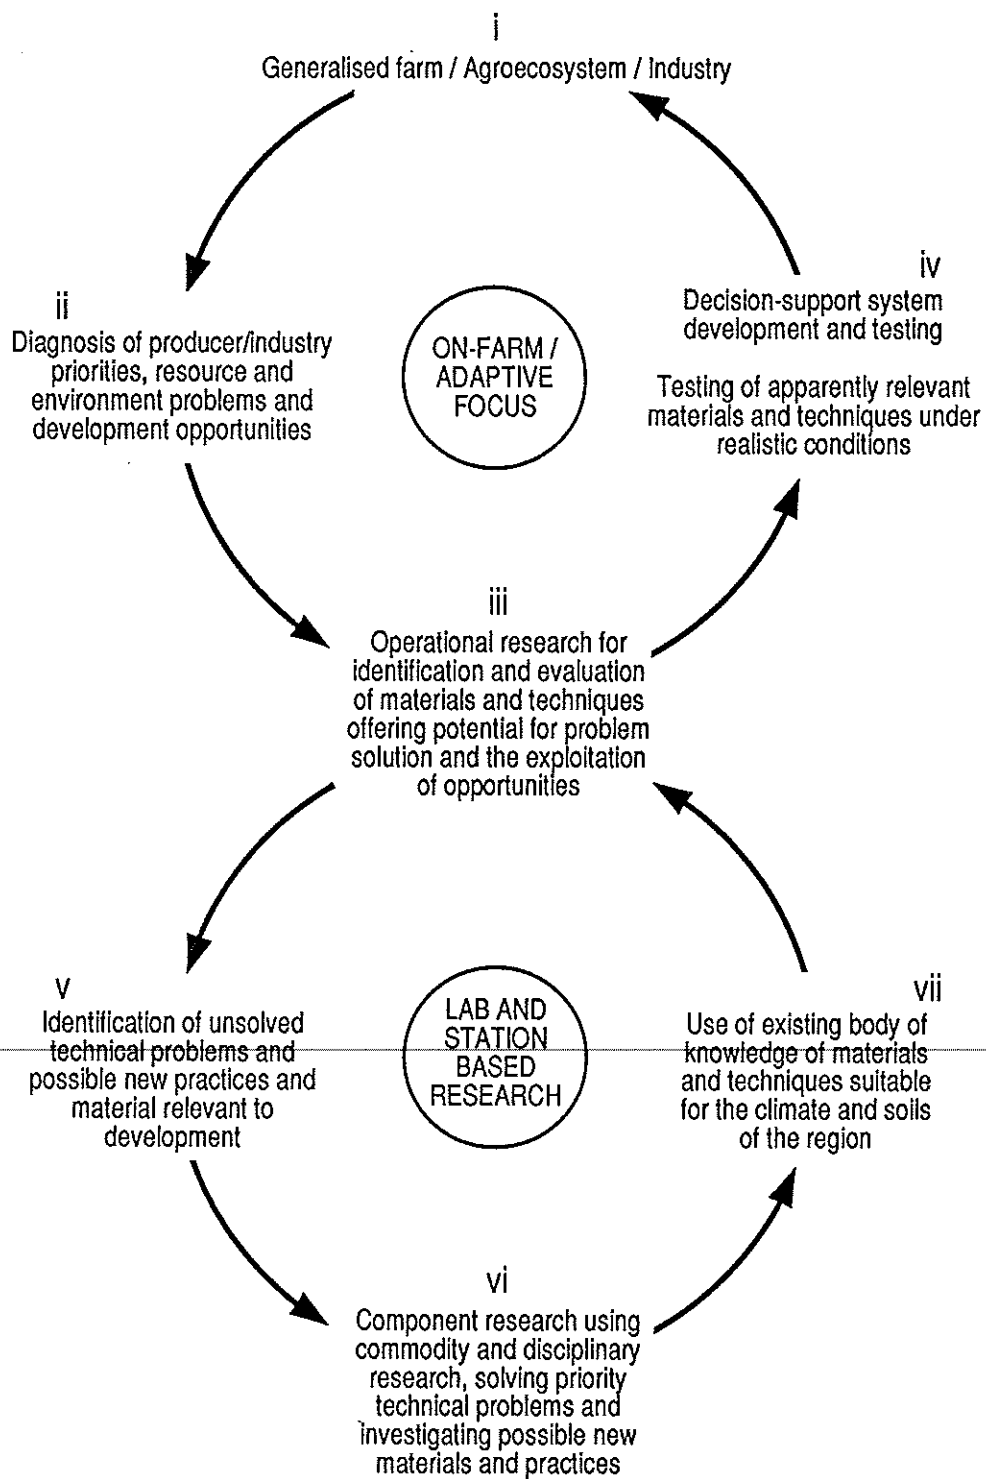 i
Generalised farm / Agroecosystem / Industry
ii
Diagnosis of producer/industry
priorities, resource and
environment problems and
development opportunities
ON-FARM /
ADAPTIVE
FOCUS
iv
Decision-support system
development and testing
Testing of apparently relevant
materials and techniques under
realistic conditions
iii
Operational research for
identification and evaluation
of materials and techniques
offering potential for problem
solution and the exploitation
of opportunities
v
Identification of unsolved
technical problems and
possible new practices and
material relevant to
development
LAB AND
STATION
BASED
RESEARCH
vii
Use of existing body of
knowledge of materials
and techniques suitable
for the climate and soils
of the region
vi
Component research using
commodity and disciplinary
research, solving priority
technical problems and
investigating possible new
materials and practices